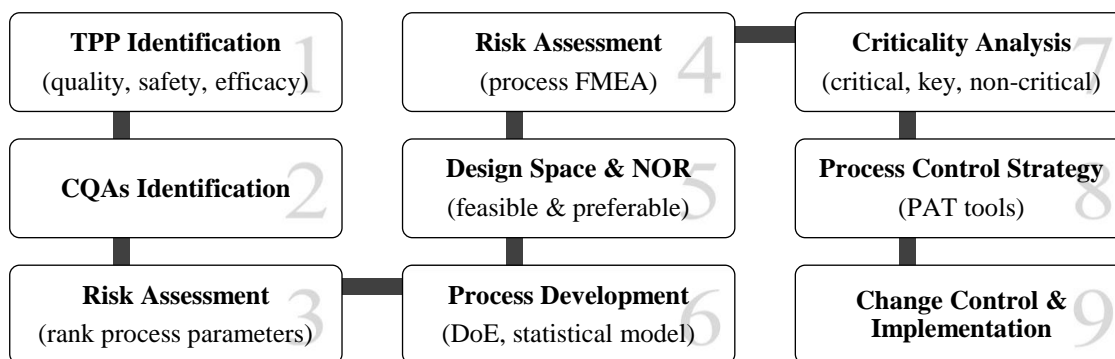 TPP Identification
(quality, safety, efficacy)
1
CQAs Identification
2
Risk Assessment
(rank process parameters)
3
Risk Assessment
(process FMEA)
4
Design Space & NOR
(feasible & preferable)
5
Process Development
(DoE, statistical model)
6
Criticality Analysis
(critical, key, non-critical)
7
Process Control Strategy
(PAT tools)
8
Change Control &
Implementation
9